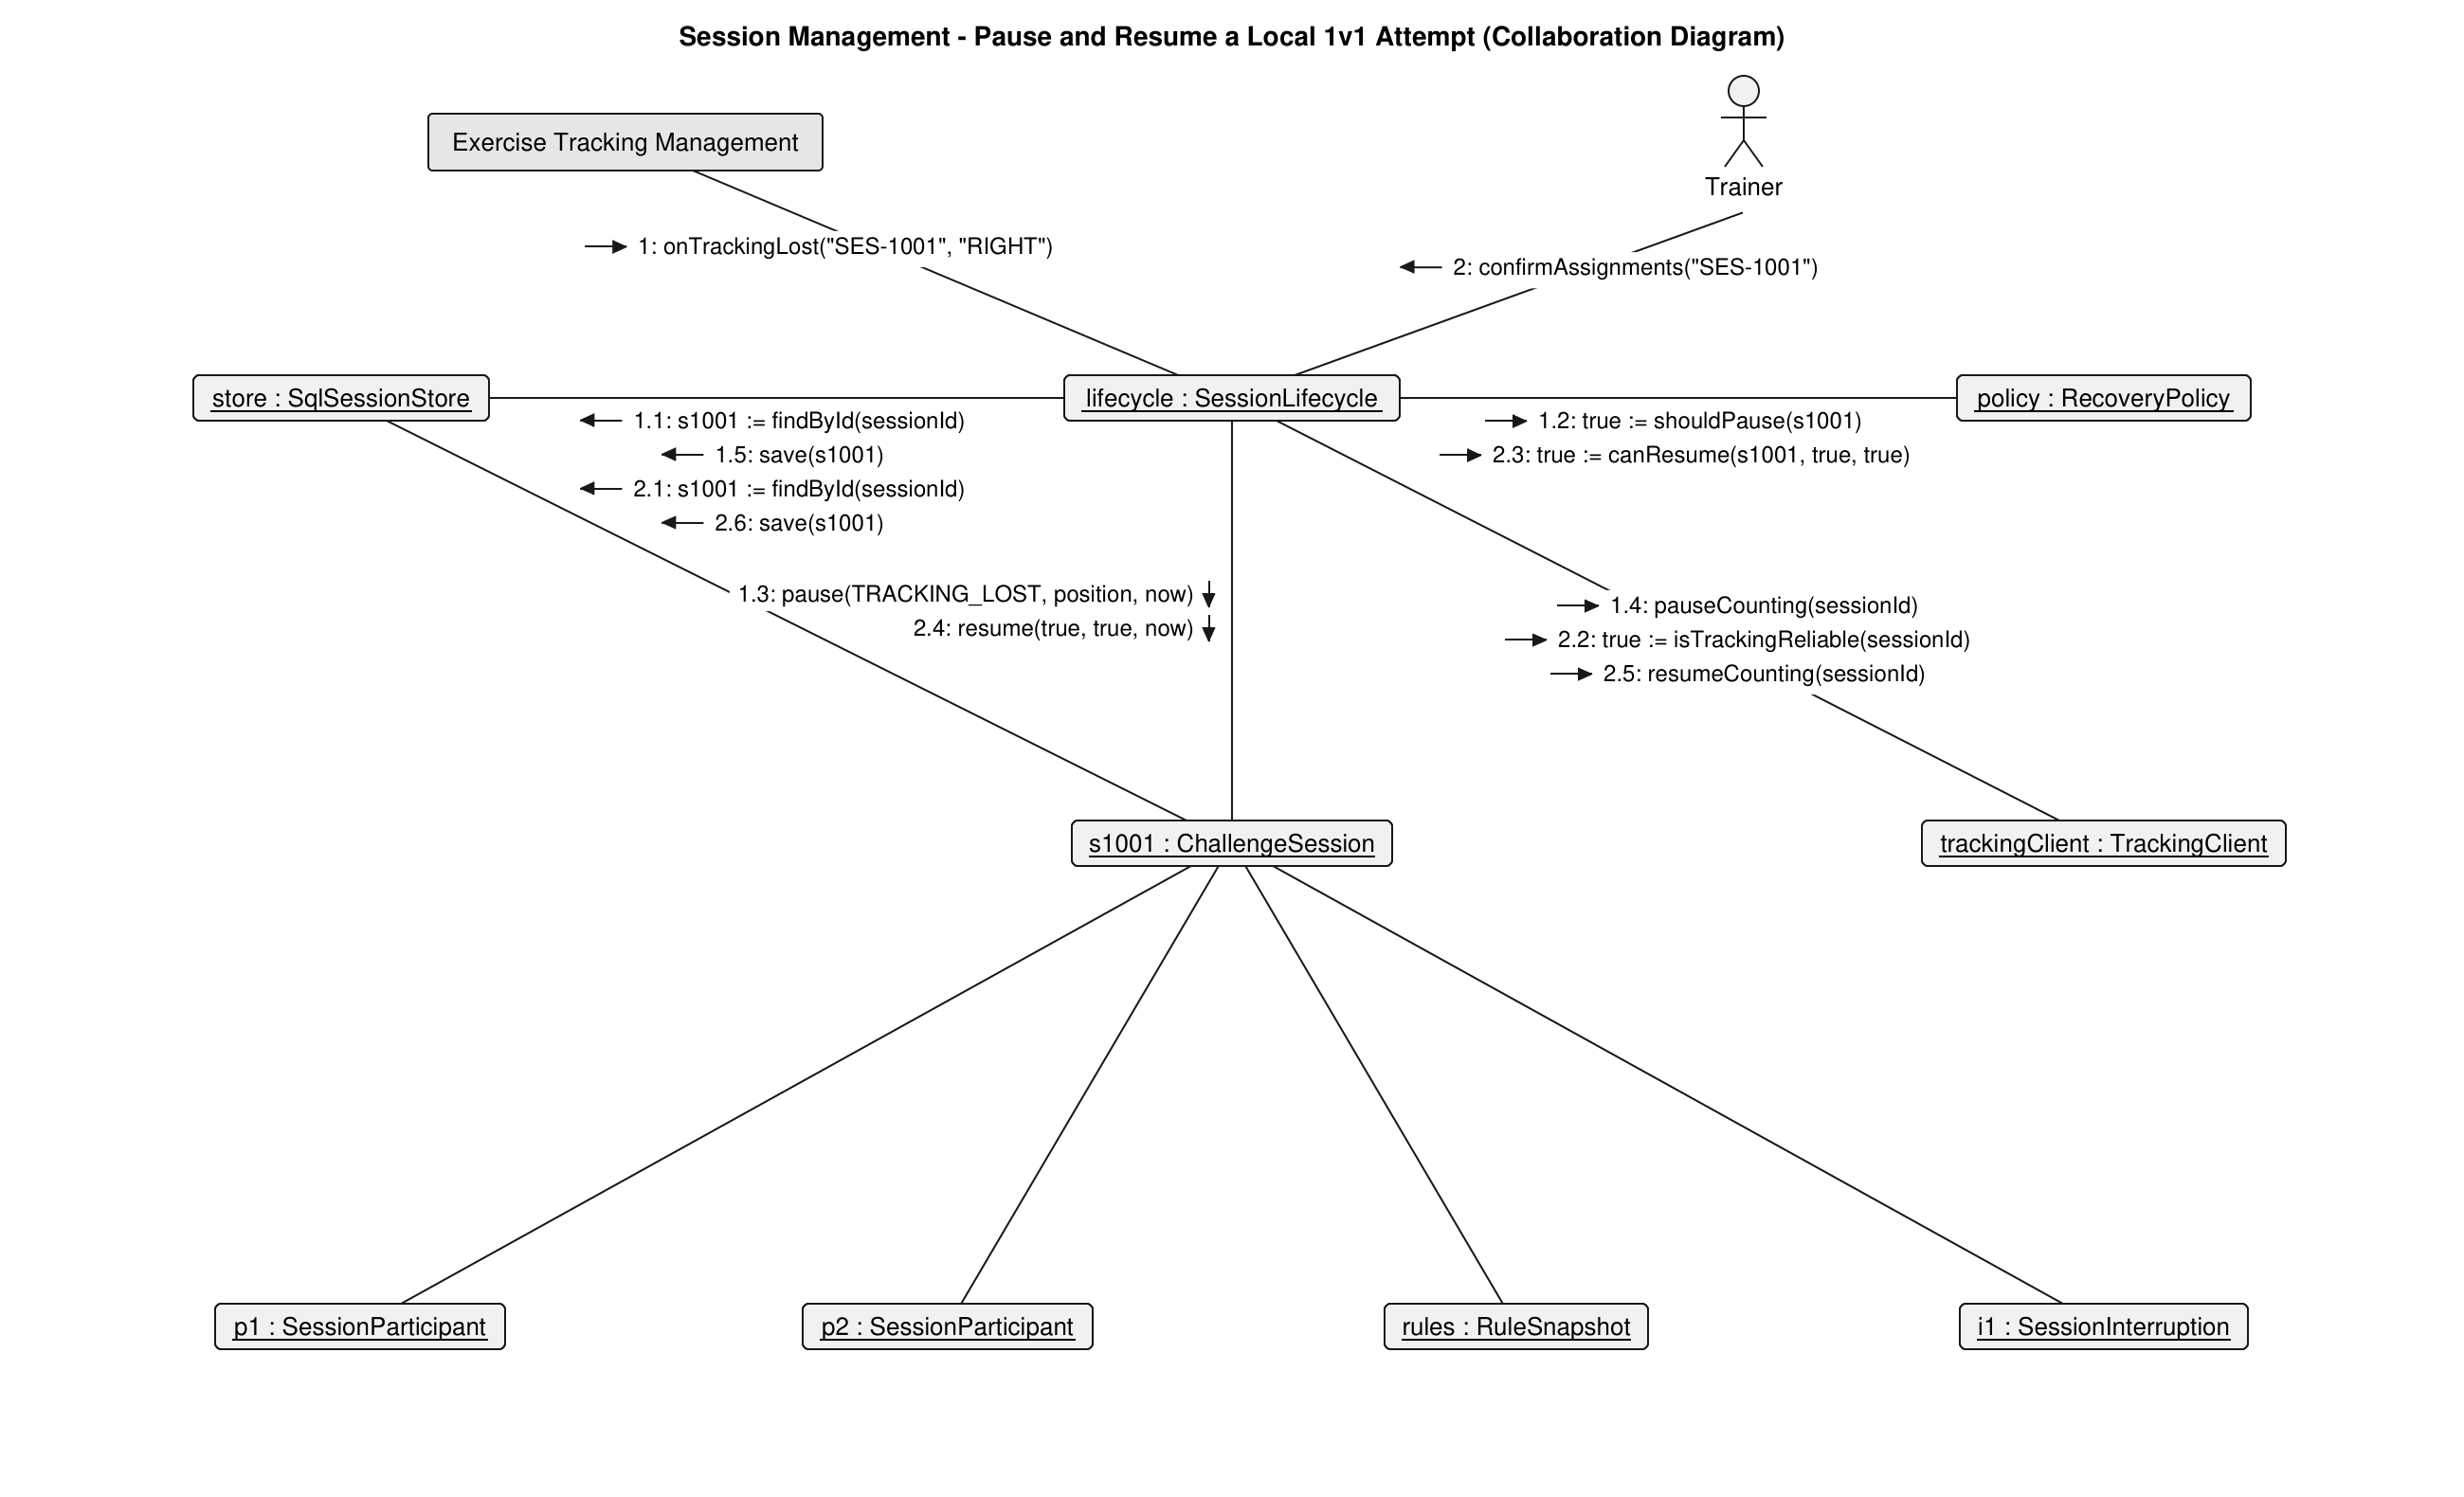 Session Management - Pause and Resume a Local 1v1 Attempt (Collaboration Diagram)
Exercise Tracking Management
Trainer
1: onTrackingLost("SES-1001", "RIGHT")
2: confirmAssignments("SES-1001")
store : SqlSessionStore
lifecycle : SessionLifecycle
policy : RecoveryPolicy
1.1: s1001 := findById(sessionId)
1.5: save(s1001)
2.1: s1001 := findById(sessionId)
2.6: save(s1001)
1.2: true := shouldPause(s1001)
2.3: true := canResume(s1001, true, true)
1.3: pause(TRACKING_LOST, position, now)
2.4: resume(true, true, now)
1.4: pauseCounting(sessionId)
2.2: true := isTrackingReliable(sessionId)
2.5: resumeCounting(sessionId)
s1001 : ChallengeSession
trackingClient : TrackingClient
p1 : SessionParticipant
p2 : SessionParticipant
rules : RuleSnapshot
i1 : SessionInterruption